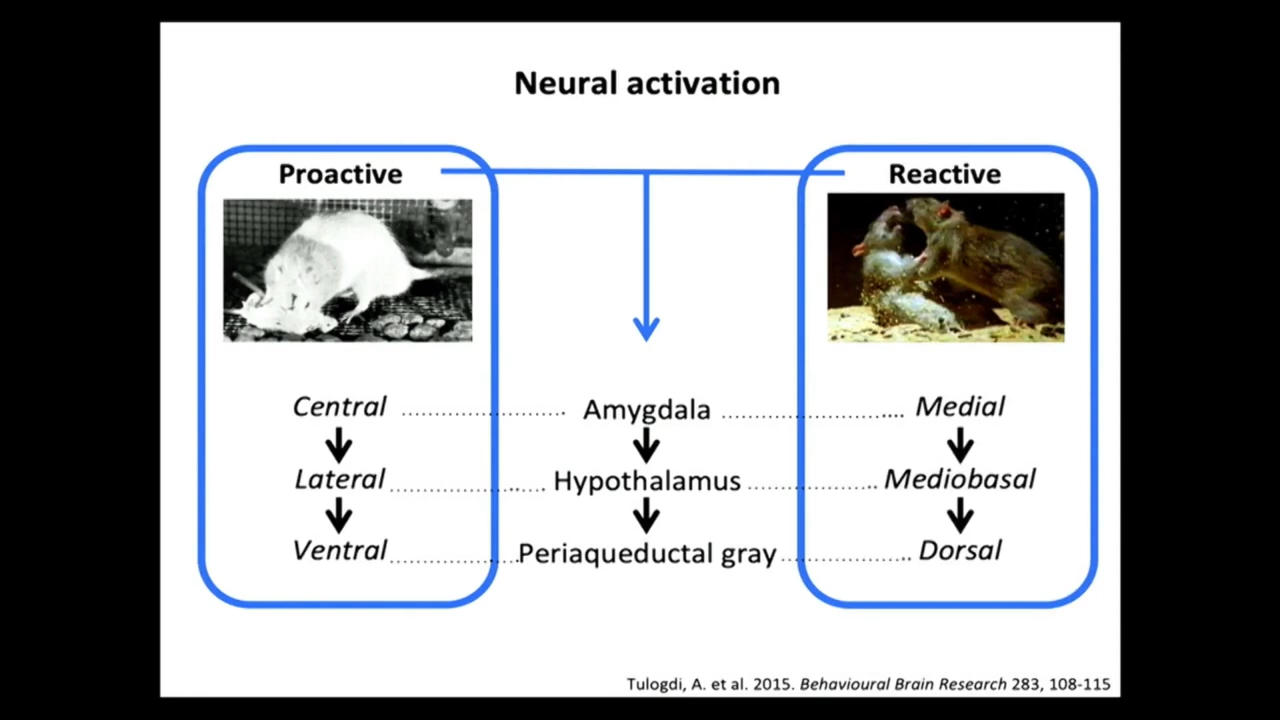 Neural activation
Proactive
Reactive
Central .......................... Amygdala .......................... Medial
Lateral .......................... Hypothalamus ..................... Mediobasal
Ventral ......................Periaqueductal gray..................... Dorsal
Tulogdi, A. et al. 2015. Behavioural Brain Research 283, 108-115